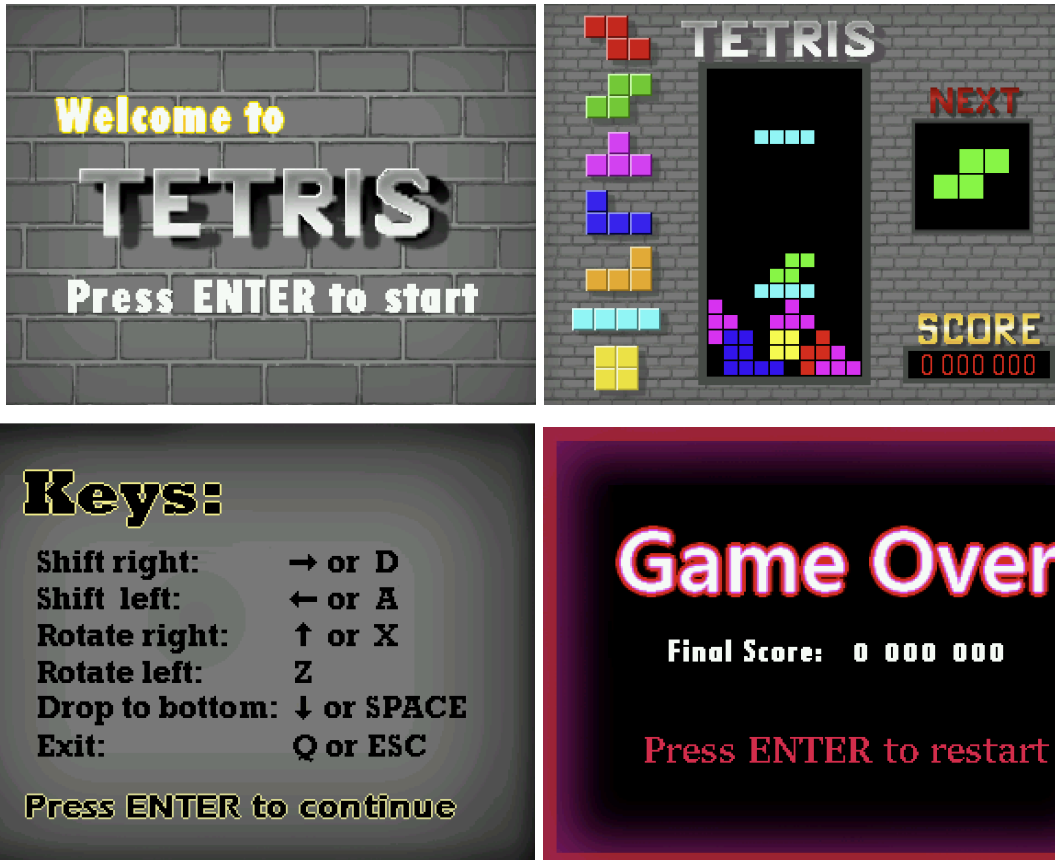 Welcome to
TETRIS
Press ENTER to start
TETRIS
NEXT
SCORE
0 000 000
Keys:
Shift right: → or D
Shift left: ← or A
Rotate right: ↑ or X
Rotate left: Z
Drop to bottom: ↓ or SPACE
Exit: Q or ESC
Press ENTER to continue
Game Over
Final Score: 0 000 000
Press ENTER to restart